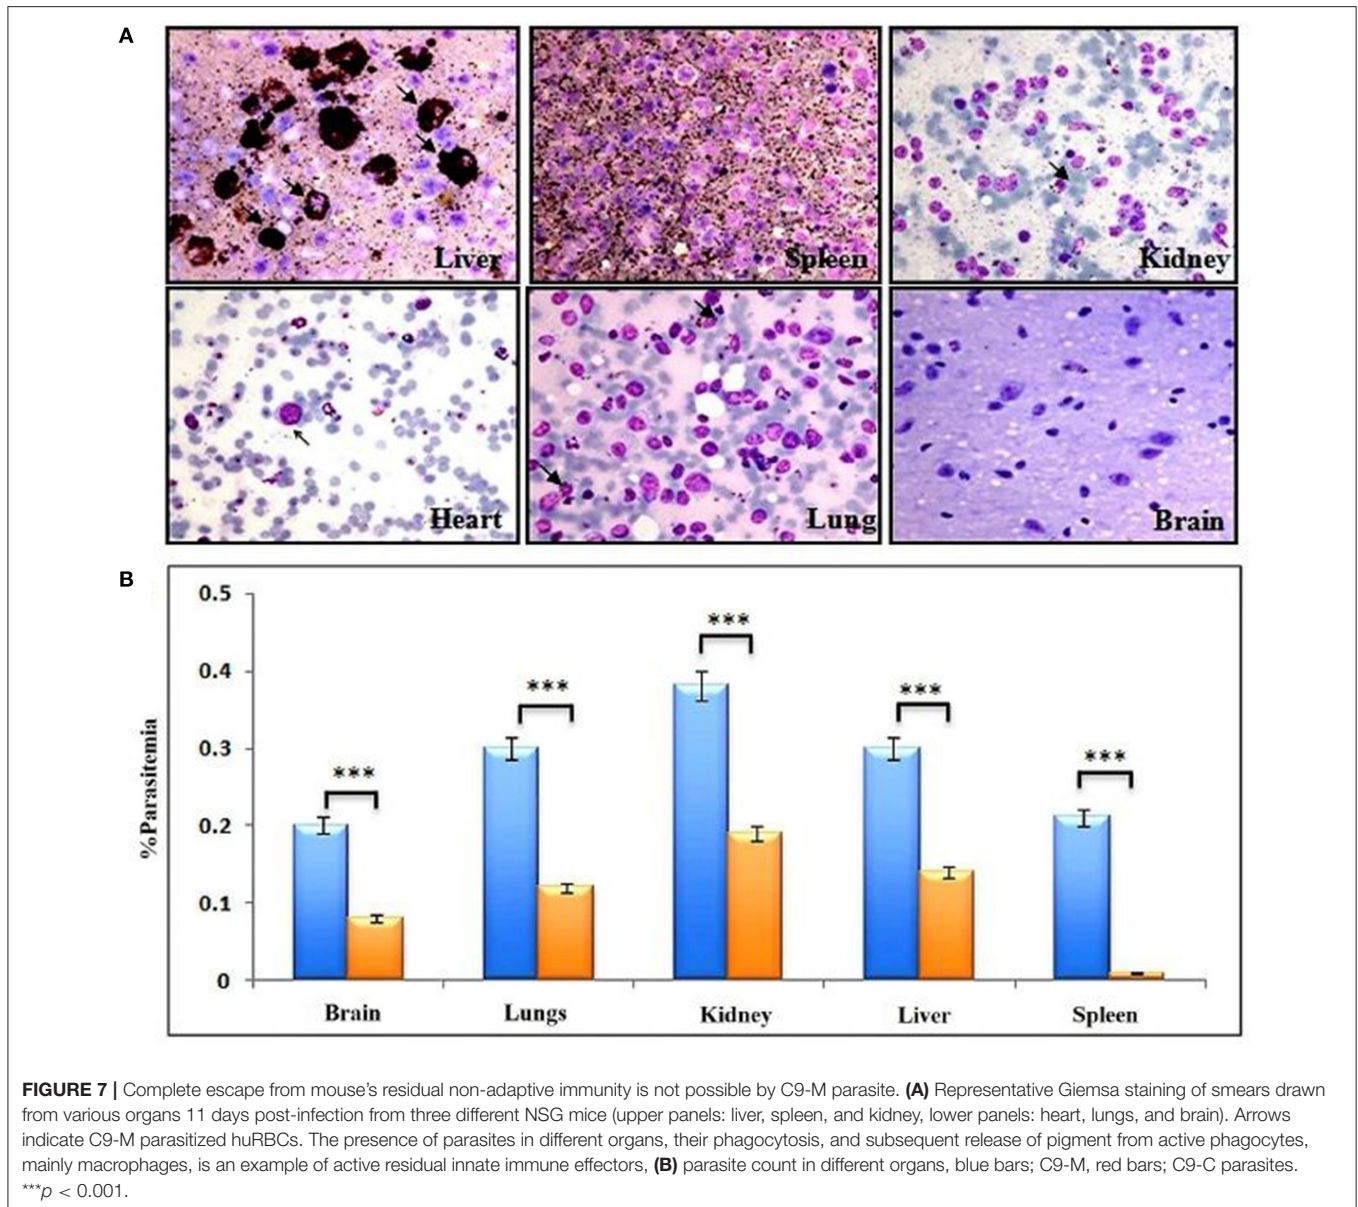 A
Liver
Spleen
Kidney
Heart
Lung
Brain
B
0.5
0.4
0.3
0.2
0.1
0
%Parasitemia
***
***
***
***
***
Brain
Lungs
Kidney
Liver
Spleen
FIGURE 7 | Complete escape from mouse's residual non-adaptive immunity is not possible by C9-M parasite. (A) Representative Giemsa staining of smears drawn
from various organs 11 days post-infection from three different NSG mice (upper panels: liver, spleen, and kidney, lower panels: heart, lungs, and brain). Arrows
indicate C9-M parasitized huRBCs. The presence of parasites in different organs, their phagocytosis, and subsequent release of pigment from active phagocytes,
mainly macrophages, is an example of active residual innate immune effectors, (B) parasite count in different organs, blue bars; C9-M, red bars; C9-C parasites.
***p < 0.001.